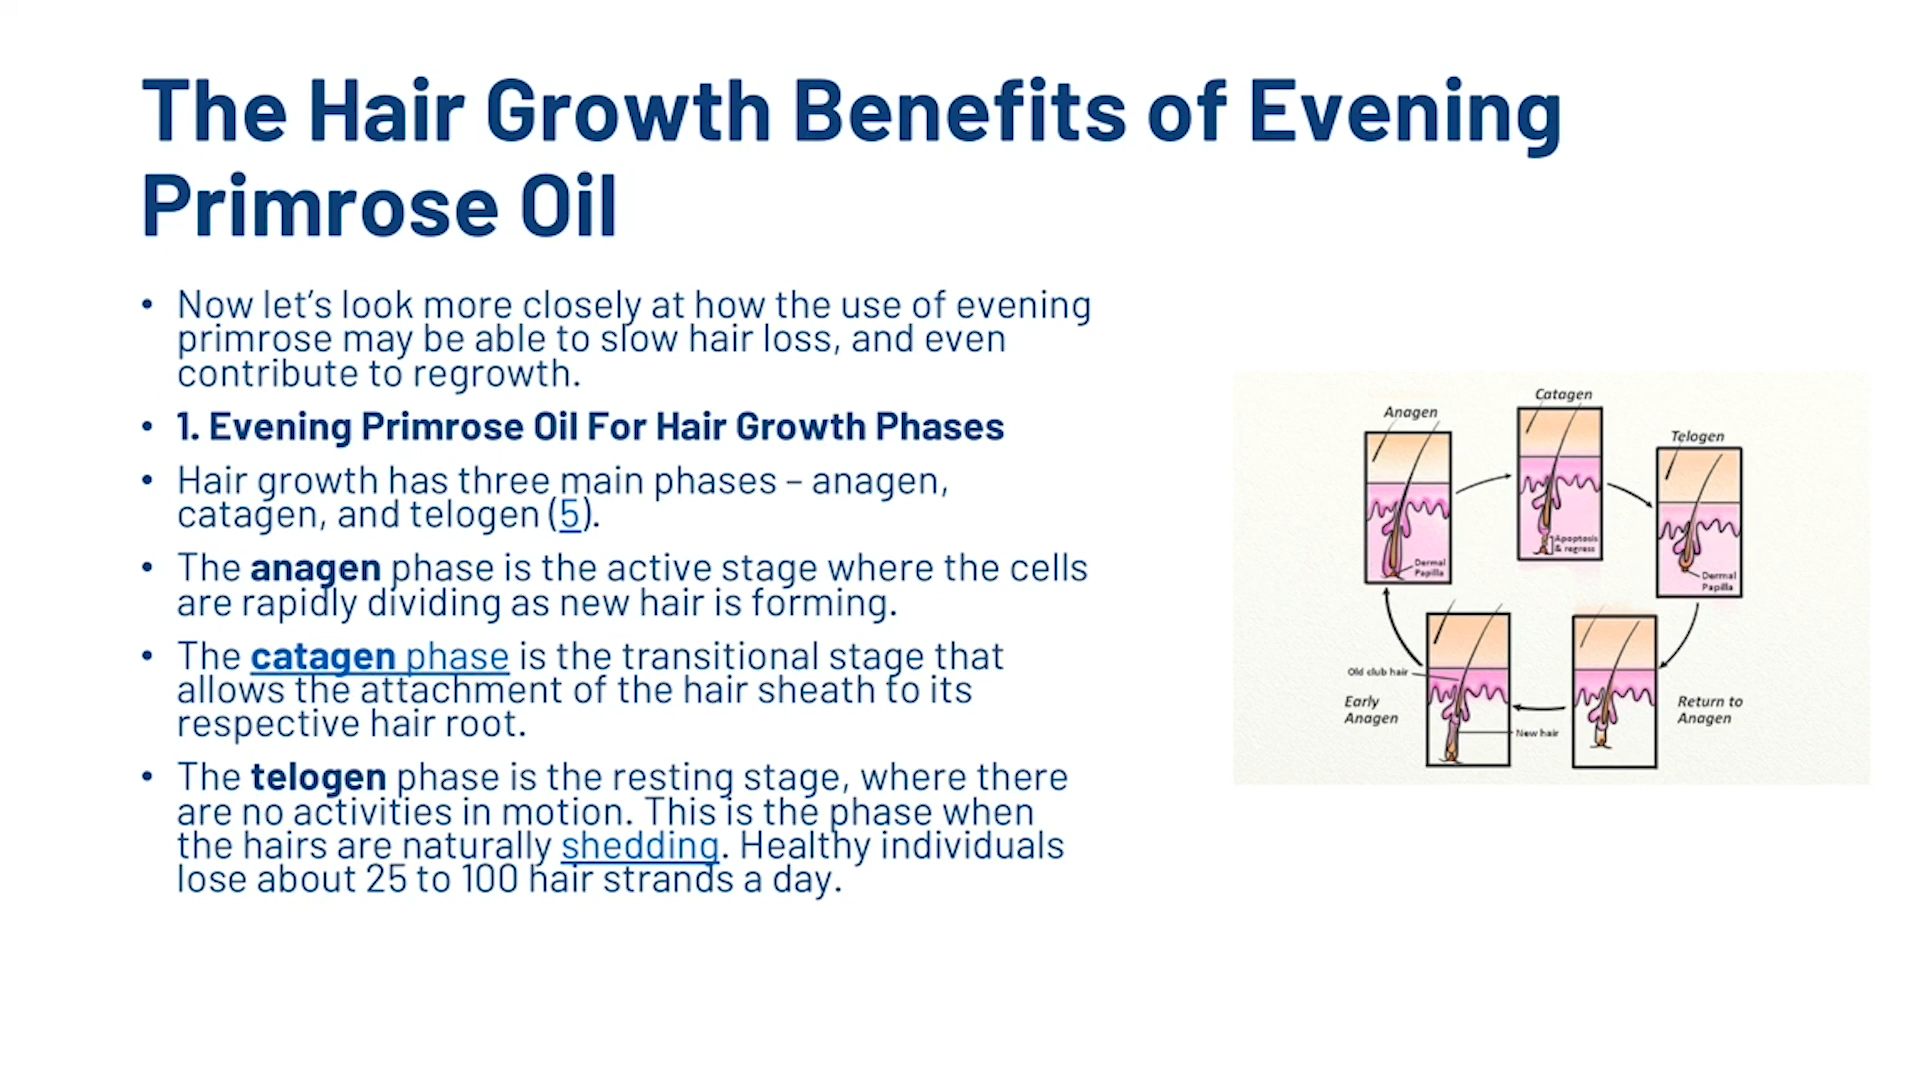 The Hair Growth Benefits of Evening
Primrose Oil
• Now let's look more closely at how the use of evening
primrose may be able to slow hair loss, and even
contribute to regrowth.
• 1. Evening Primrose Oil For Hair Growth Phases
• Hair growth has three main phases – anagen,
catagen, and telogen (5).
• The anagen phase is the active stage where the cells
are rapidly dividing as new hair is forming.
• The catagen phase is the transitional stage that
allows the attachment of the hair sheath to its
respective hair root.
• The telogen phase is the resting stage, where there
are no activities in motion. This is the phase when
the hairs are naturally shedding. Healthy individuals
lose about 25 to 100 hair strands a day.
Anagen
Dermal
Papilla
Catagen
Apoptosis
& regress
Telogen
Dermal
Papilla
Return to
Anagen
Old club hair
Early
Anagen
New hair